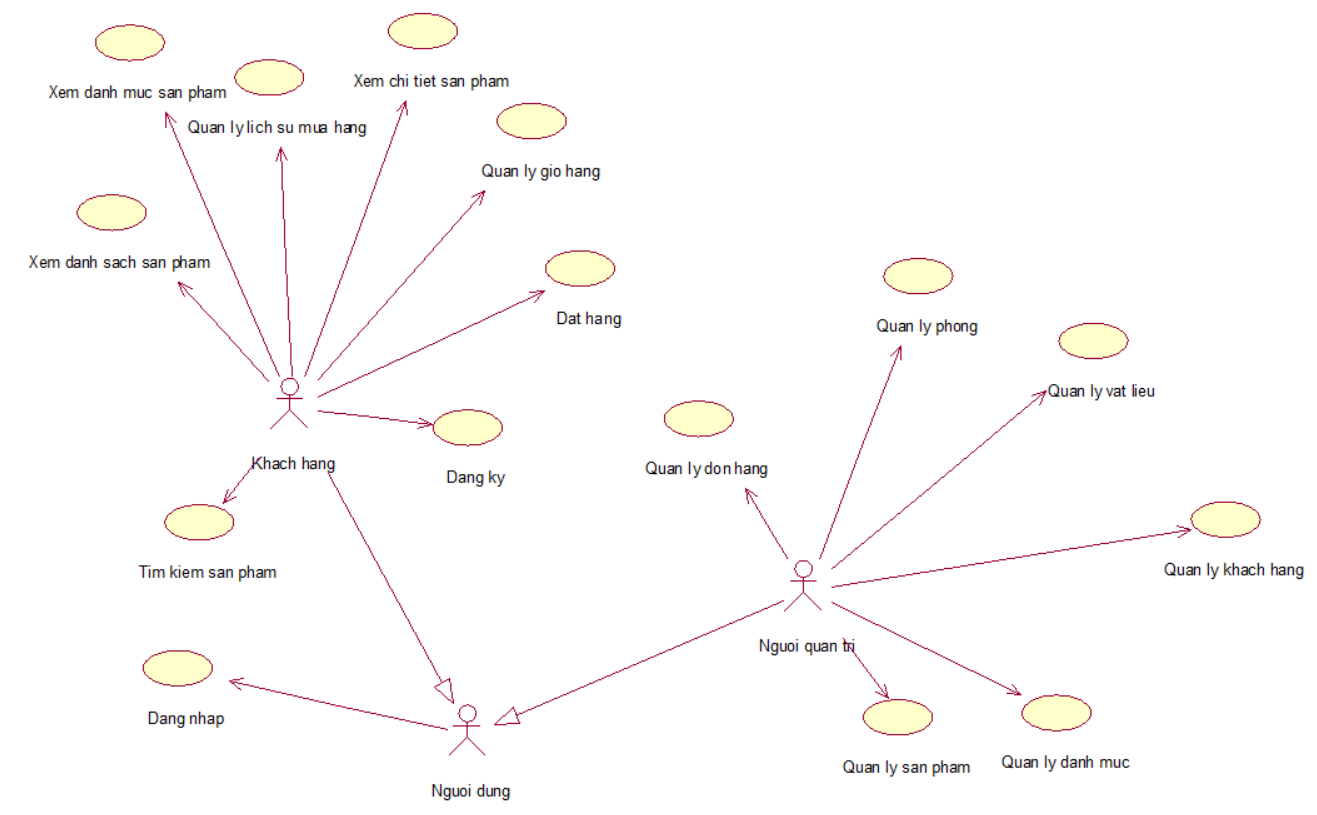 Xem chi tiet san pham
Xem danh muc san pham
Quan ly lich su mua hang
Quan ly gio hang
Xem danh sach san pham
Dat hang
Quan ly phong
Quan ly vat lieu
Khach hang
Dang ky
Quan ly don hang
Tim kiem san pham
Quan ly khach hang
Nguoi quan tri
Dang nhap
Quan ly san pham
Quan ly danh muc
Nguoi dung